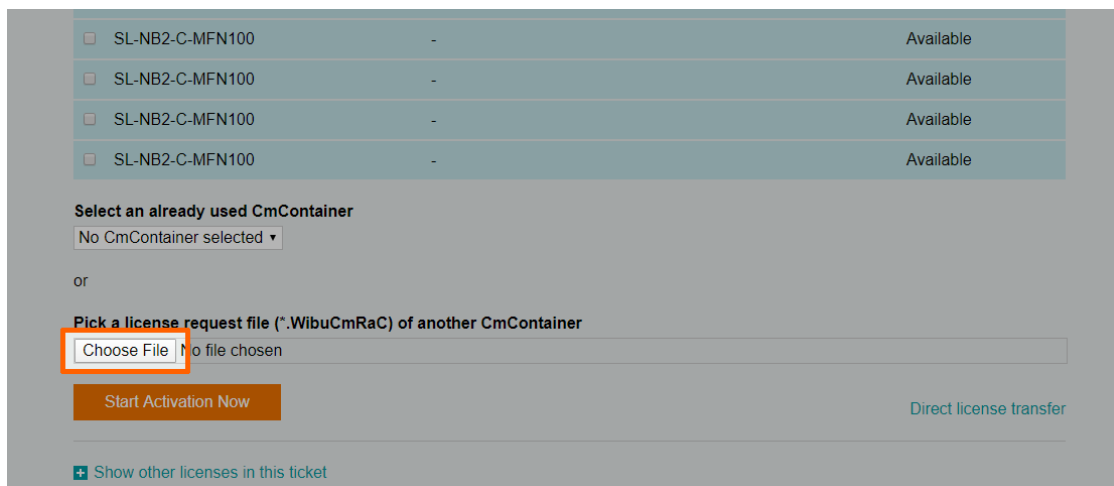 SL-NB2-C-MFN100 - Available
SL-NB2-C-MFN100 - Available
SL-NB2-C-MFN100 - Available
SL-NB2-C-MFN100 - Available
Select an already used CmContainer
No CmContainer selected
or
Pick a license request file (*.WibuCmRaC) of another CmContainer
Choose File No file chosen
Start Activation Now
Direct license transfer
Show other licenses in this ticket